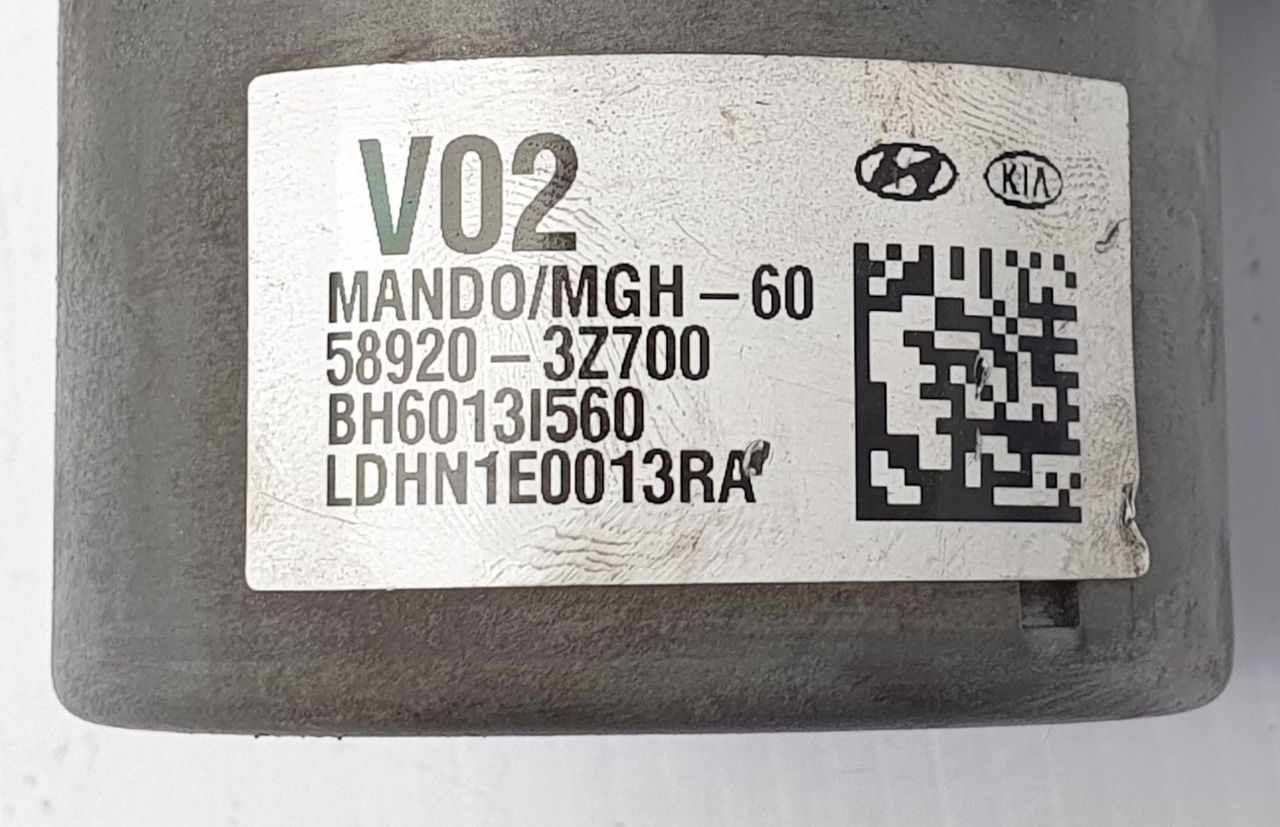 V02
KIA
MANDO/MGH-60
58920-3Z700
BH6013I560
LDHN1E0013RA